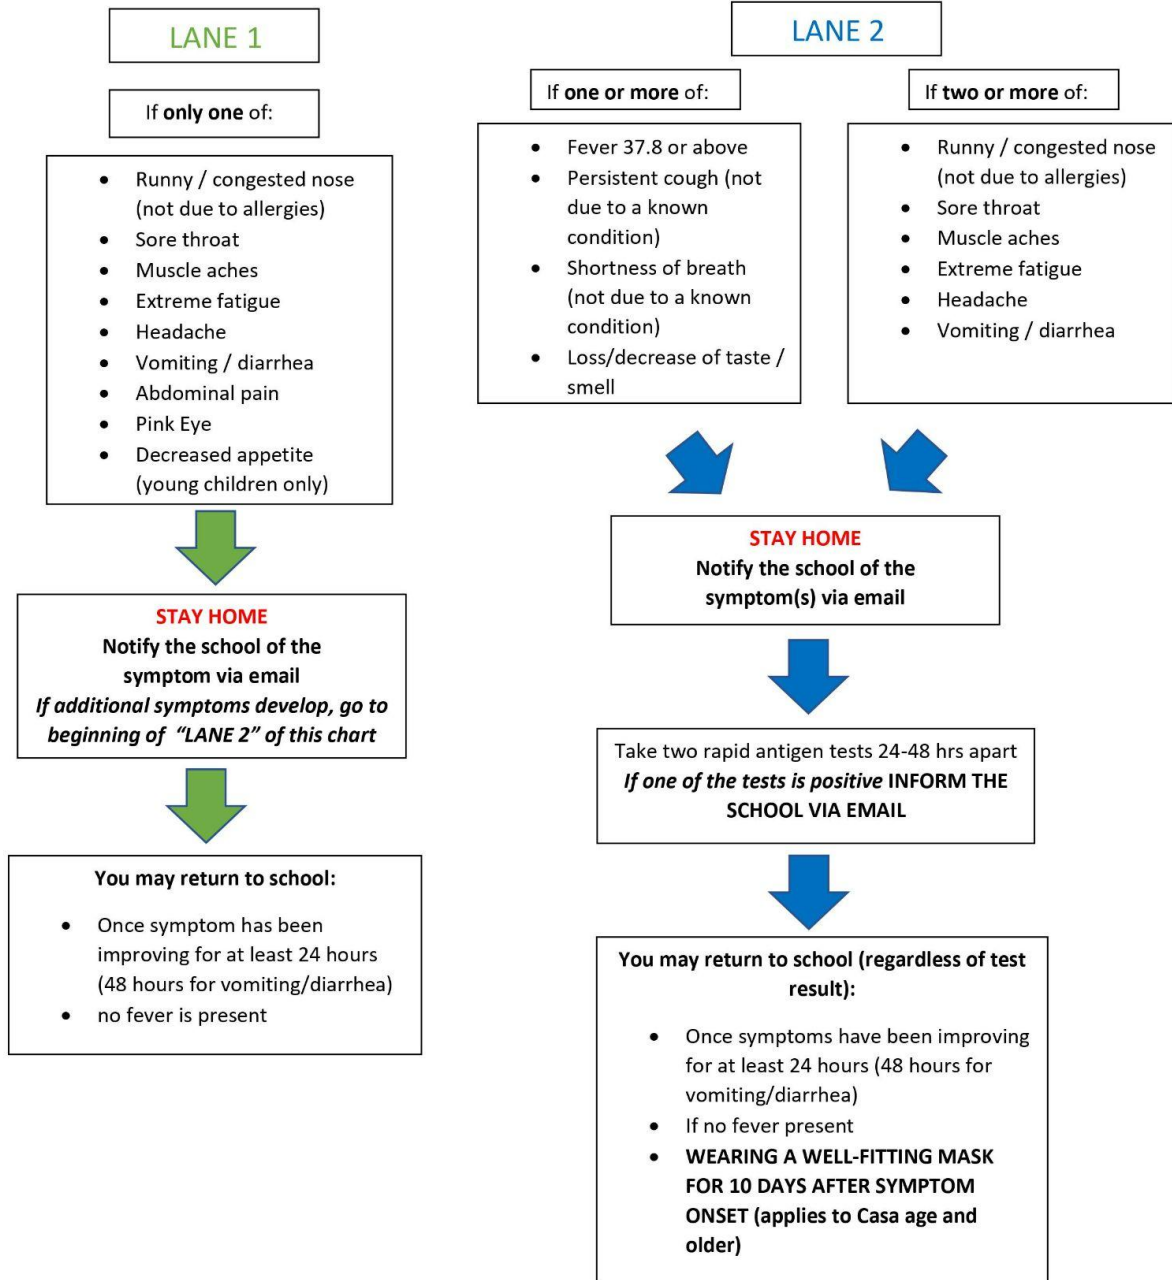 LANE 1
If only one of:
• Runny / congested nose
(not due to allergies)
• Sore throat
• Muscle aches
• Extreme fatigue
• Headache
• Vomiting / diarrhea
• Abdominal pain
• Pink Eye
• Decreased appetite
(young children only)
STAY HOME
Notify the school of the
symptom via email
If additional symptoms develop, go to
beginning of "LANE 2" of this chart
You may return to school:
• Once symptom has been
improving for at least 24 hours
(48 hours for vomiting/diarrhea)
• no fever is present
LANE 2
If one or more of:
• Fever 37.8 or above
• Persistent cough (not
due to a known
condition)
• Shortness of breath
(not due to a known
condition)
• Loss/decrease of taste /
smell
If two or more of:
• Runny / congested nose
(not due to allergies)
• Sore throat
• Muscle aches
• Extreme fatigue
• Headache
• Vomiting / diarrhea
STAY HOME
Notify the school of the
symptom(s) via email
Take two rapid antigen tests 24-48 hrs apart
If one of the tests is positive INFORM THE
SCHOOL VIA EMAIL
You may return to school (regardless of test
result):
• Once symptoms have been improving
for at least 24 hours (48 hours for
vomiting/diarrhea)
• If no fever present
• WEARING A WELL-FITTING MASK
FOR 10 DAYS AFTER SYMPTOM
ONSET (applies to Casa age and
older)